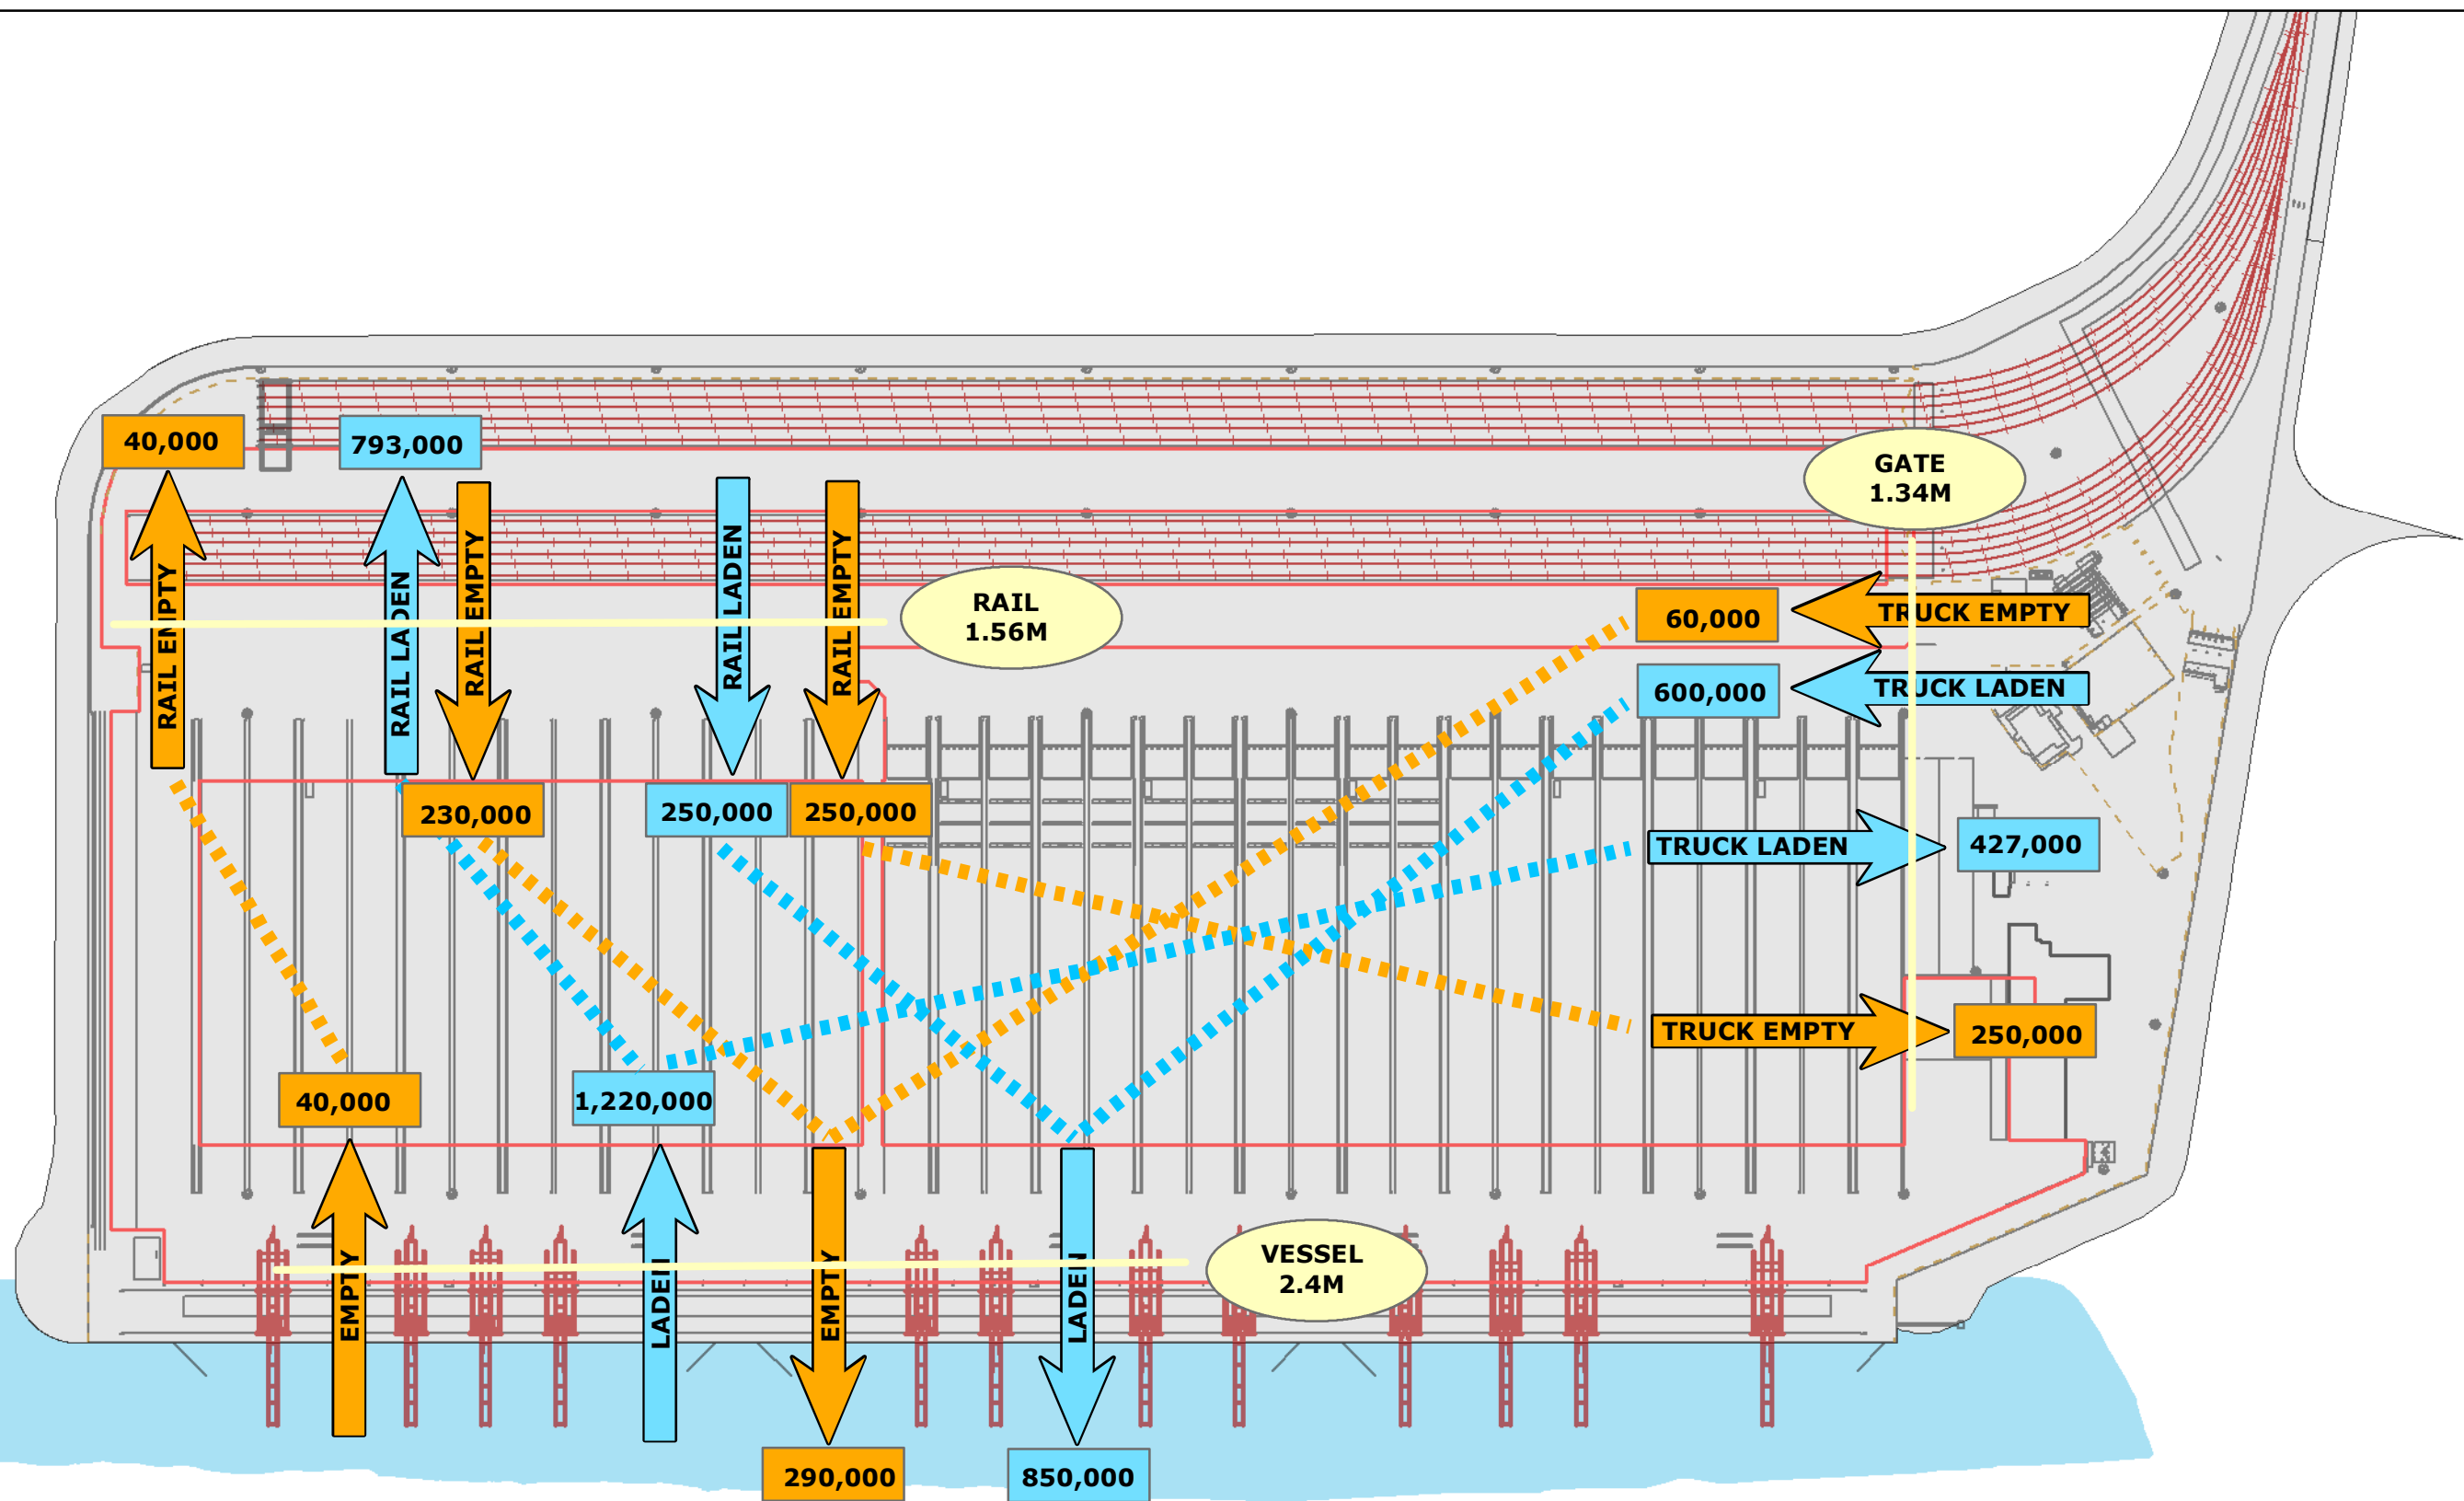 40,000
793,000
GATE
1.34M
RAIL EMPTY
RAIL LADEN
RAIL EMPTY
RAIL LADEN
RAIL EMPTY
RAIL
1.56M
60,000
TRUCK EMPTY
600,000
TRUCK LADEN
230,000
250,000
250,000
TRUCK LADEN
427,000
TRUCK EMPTY
250,000
40,000
1,220,000
EMPTY
LADEN
EMPTY
LADEN
VESSEL
2.4M
290,000
850,000